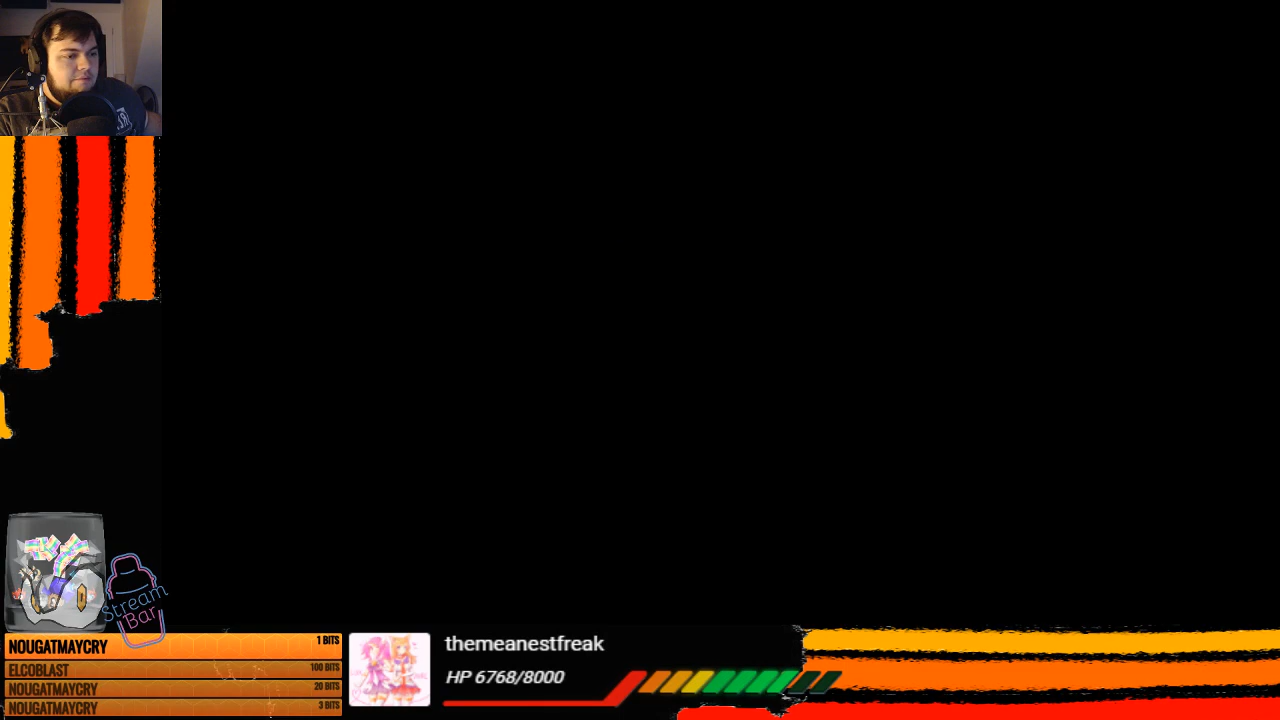 Stream
Bar
NOUGATMAYCRY 1 BITS
ELCOBLAST 100 BITS
NOUGATMAYCRY 20 BITS
NOUGATMAYCRY 3 BITS
themeanestfreak
HP 6768/8000